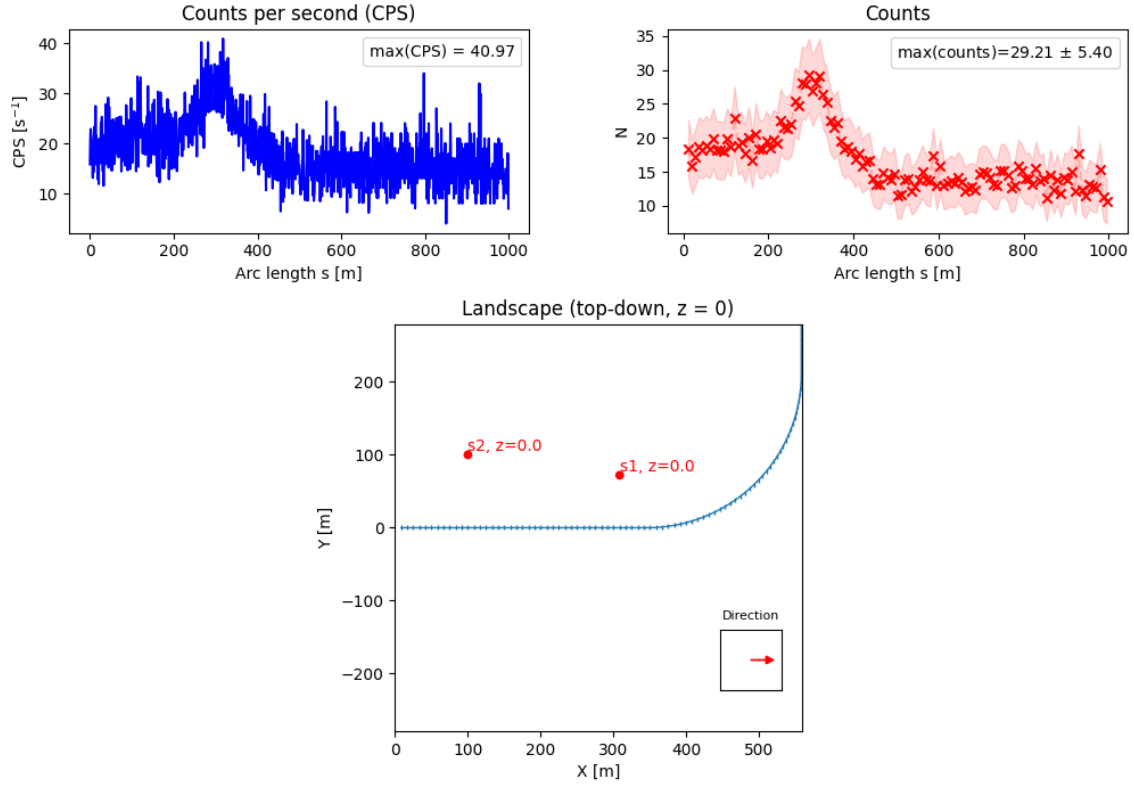 Counts per second (CPS)
max(CPS) = 40.97
CPS [s⁻¹]
40
30
20
10
0 200 400 600 800 1000
Arc length s [m]
Counts
max(counts)=29.21 ± 5.40
N
35
30
25
20
15
10
0 200 400 600 800 1000
Arc length s [m]
Landscape (top-down, z = 0)
Y [m]
200
100
0
−100
−200
s2, z=0.0
s1, z=0.0
Direction
0 100 200 300 400 500
X [m]